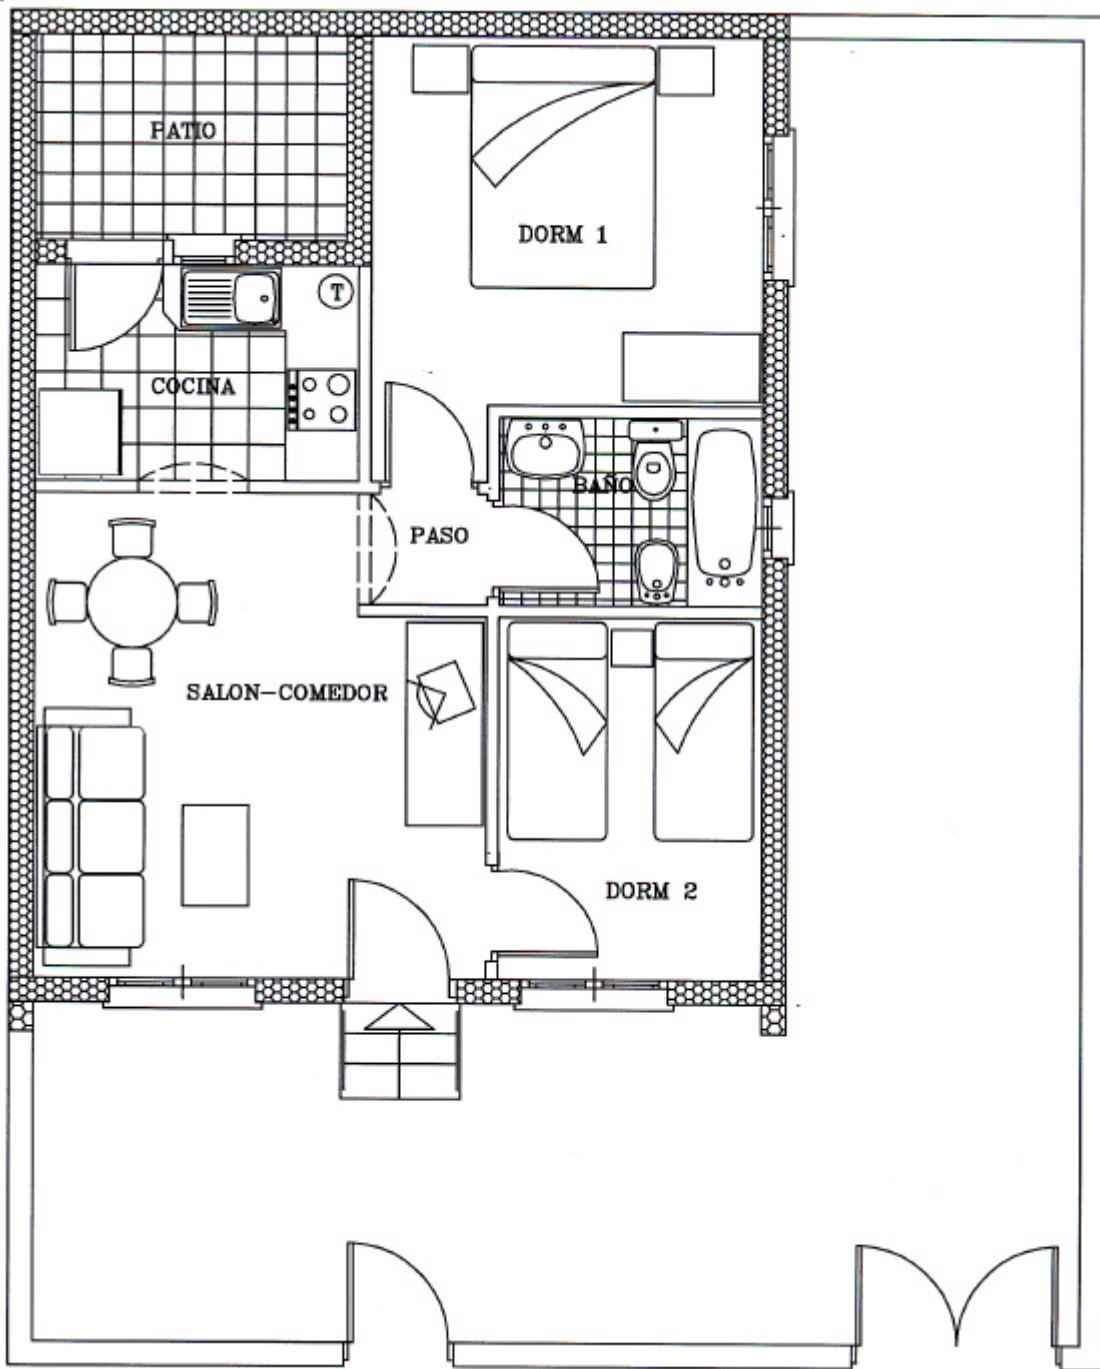 PATIO
DORM 1
T
COCINA
BAÑO
PASO
SALON-COMEDOR
DORM 2